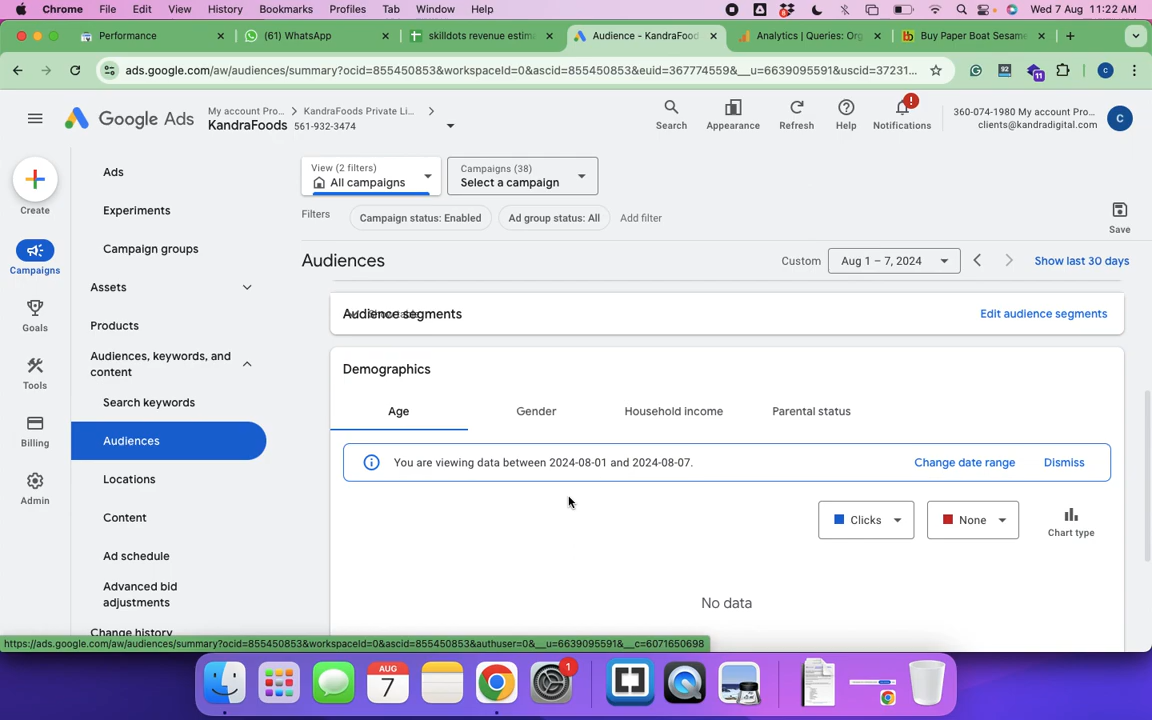 Chrome File Edit View History Bookmarks Profiles Tab Window Help Wed 7 Aug 11:22 AM
Performance (61) WhatsApp skilldots revenue estim Audience - KandraFood Analytics | Queries: Org Buy Paper Boat Sesame
ads.google.com/aw/audiences/summary?ocid=855450853&workspaceId=0&ascid=855450853&euid=367774559&__u=6639095591&uscid=37231...
92
11
C
Google Ads
My account Pro... KandraFoods Private Li...
KandraFoods 561-932-3474
Search
Appearance
Refresh
Help
!
Notifications
360-074-1980 My account Pro...
clients@kandradigital.com
C
Create
Campaigns
Goals
Tools
Billing
Admin
Ads
Experiments
Campaign groups
Assets
Products
Audiences, keywords, and
content
Search keywords
Audiences
Locations
Content
Ad schedule
Advanced bid
adjustments
Change history
View (2 filters)
All campaigns
Campaigns (38)
Select a campaign
Filters Campaign status: Enabled Ad group status: All Add filter
Save
Audiences
Custom Aug 1 – 7, 2024 Show last 30 days
Audience segments Edit audience segments
Demographics
Age Gender Household income Parental status
You are viewing data between 2024-08-01 and 2024-08-07. Change date range Dismiss
Clicks None
Chart type
No data
https://ads.google.com/aw/audiences/summary?ocid=855450853&workspaceId=0&ascid=855450853&authuser=0&__u=6639095591&__c=6071650698
AUG
7
1